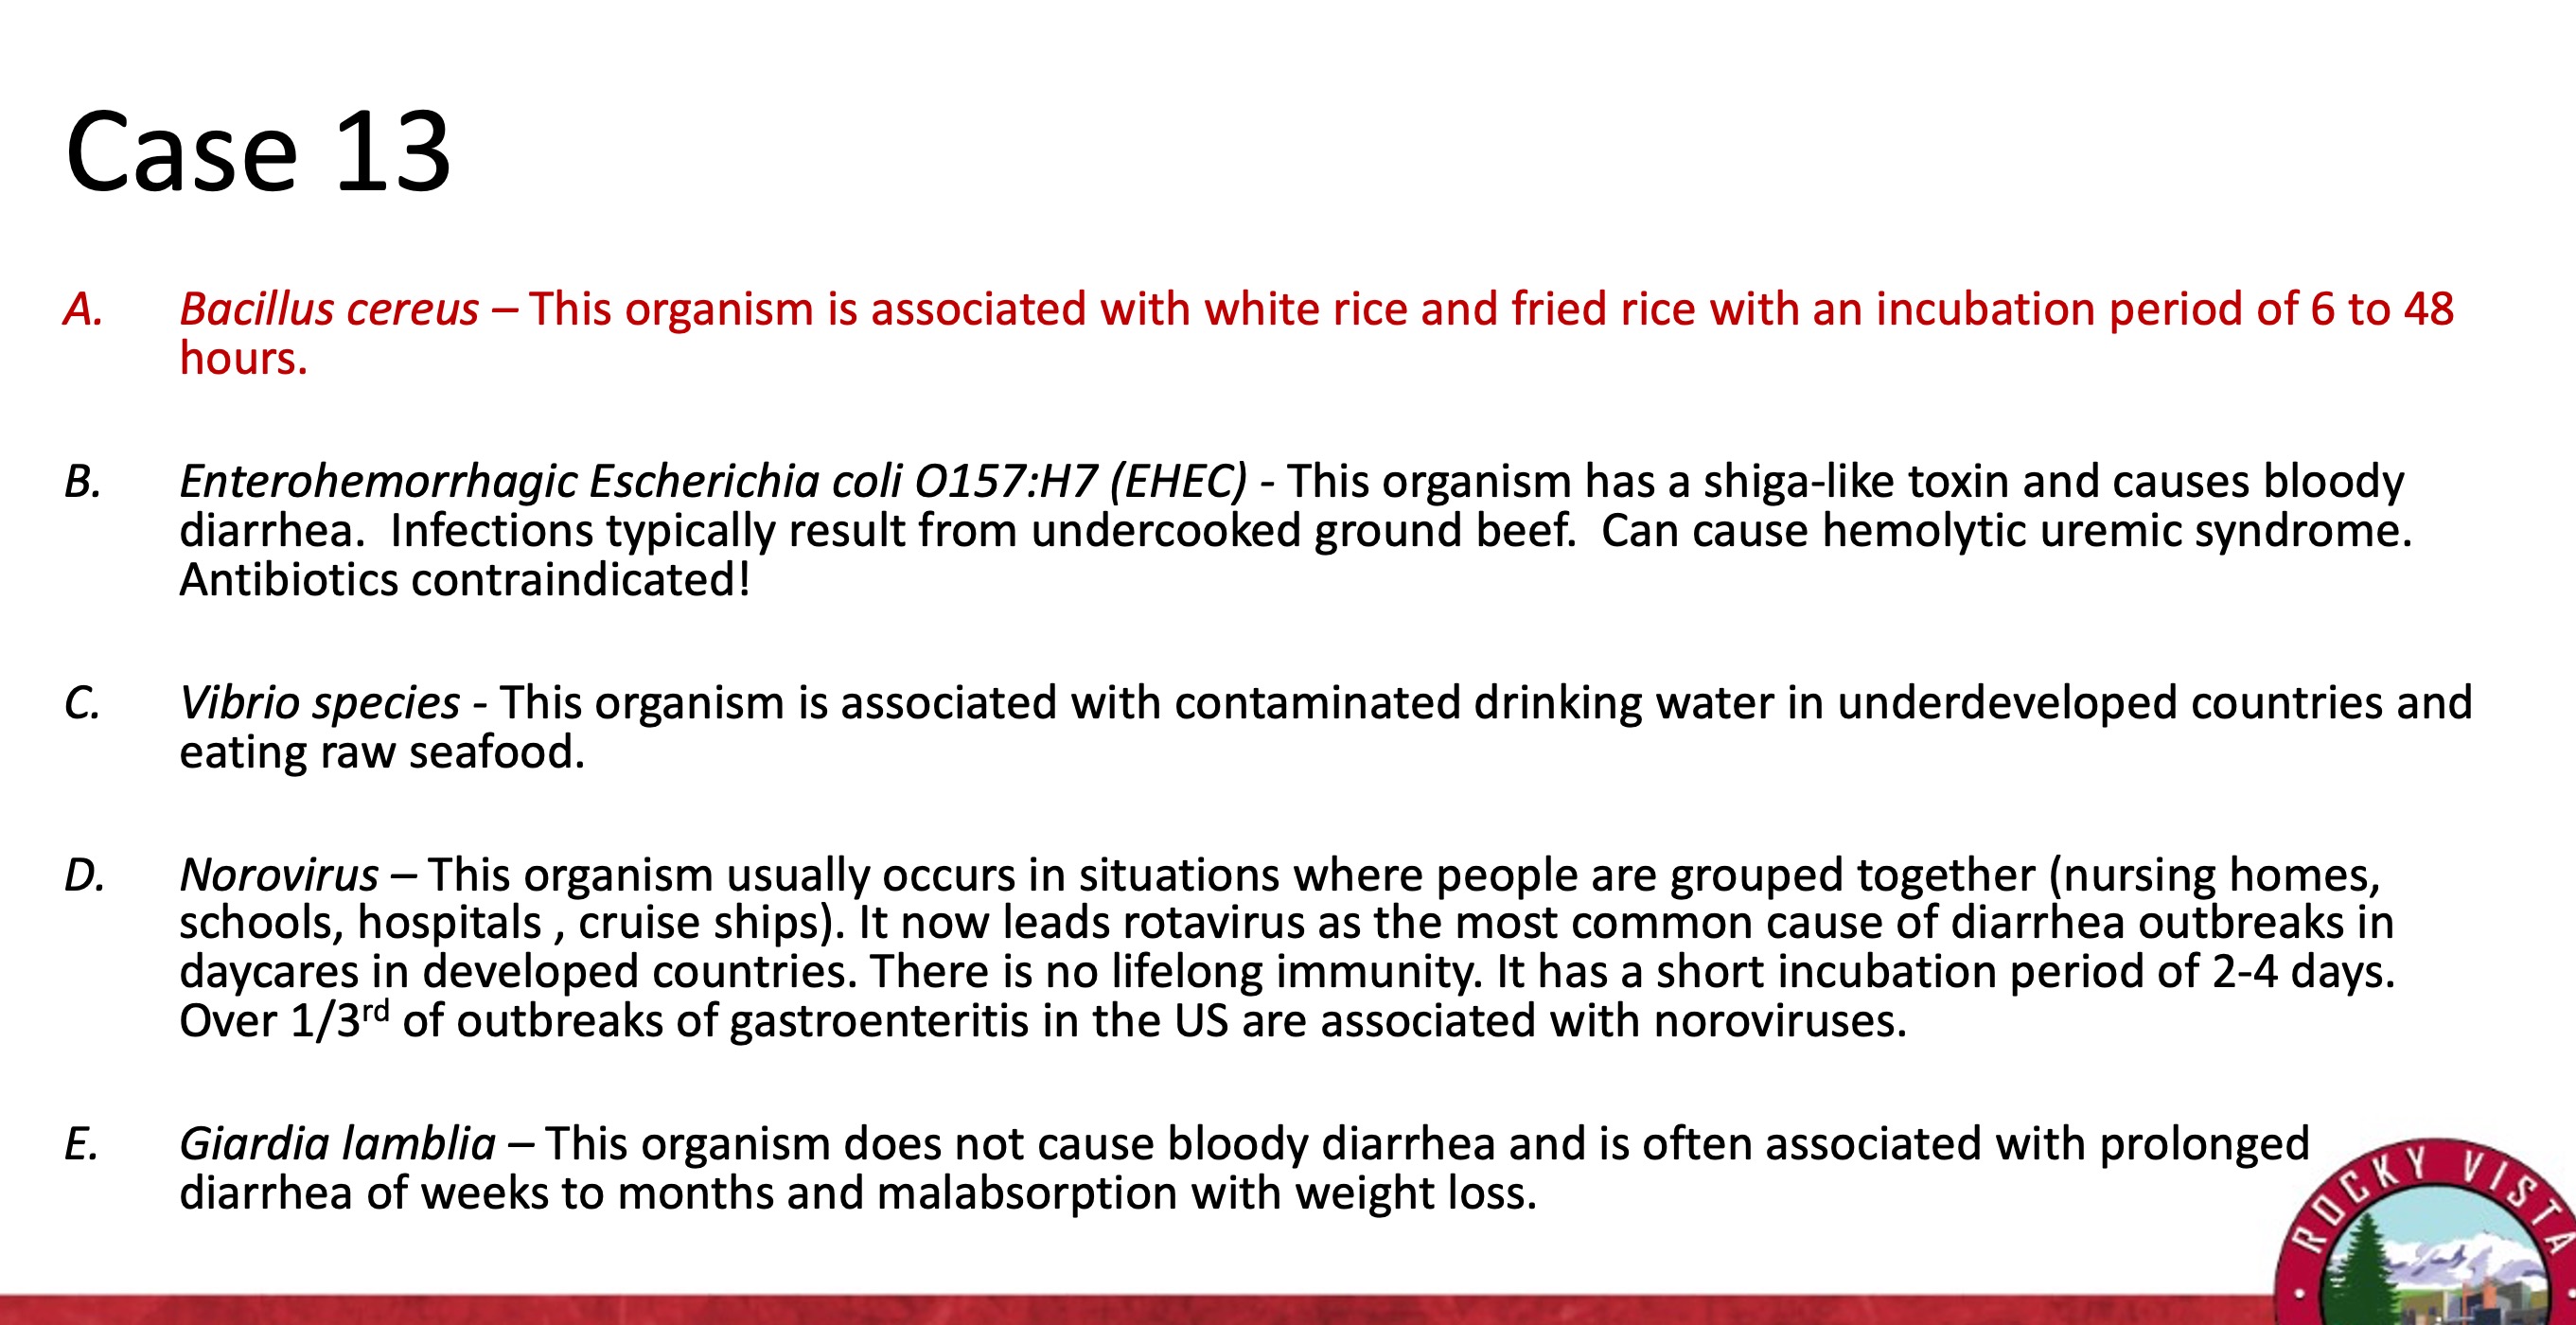 Case 13
A. Bacillus cereus – This organism is associated with white rice and fried rice with an incubation period of 6 to 48
hours.
B. Enterohemorrhagic Escherichia coli O157:H7 (EHEC) - This organism has a shiga-like toxin and causes bloody
diarrhea.  Infections typically result from undercooked ground beef.  Can cause hemolytic uremic syndrome.
Antibiotics contraindicated!
C. Vibrio species - This organism is associated with contaminated drinking water in underdeveloped countries and
eating raw seafood.
D. Norovirus – This organism usually occurs in situations where people are grouped together (nursing homes,
schools, hospitals , cruise ships). It now leads rotavirus as the most common cause of diarrhea outbreaks in
daycares in developed countries. There is no lifelong immunity. It has a short incubation period of 2-4 days.
Over 1/3rd of outbreaks of gastroenteritis in the US are associated with noroviruses.
E. Giardia lamblia – This organism does not cause bloody diarrhea and is often associated with prolonged
diarrhea of weeks to months and malabsorption with weight loss.
ROCKY VISTA